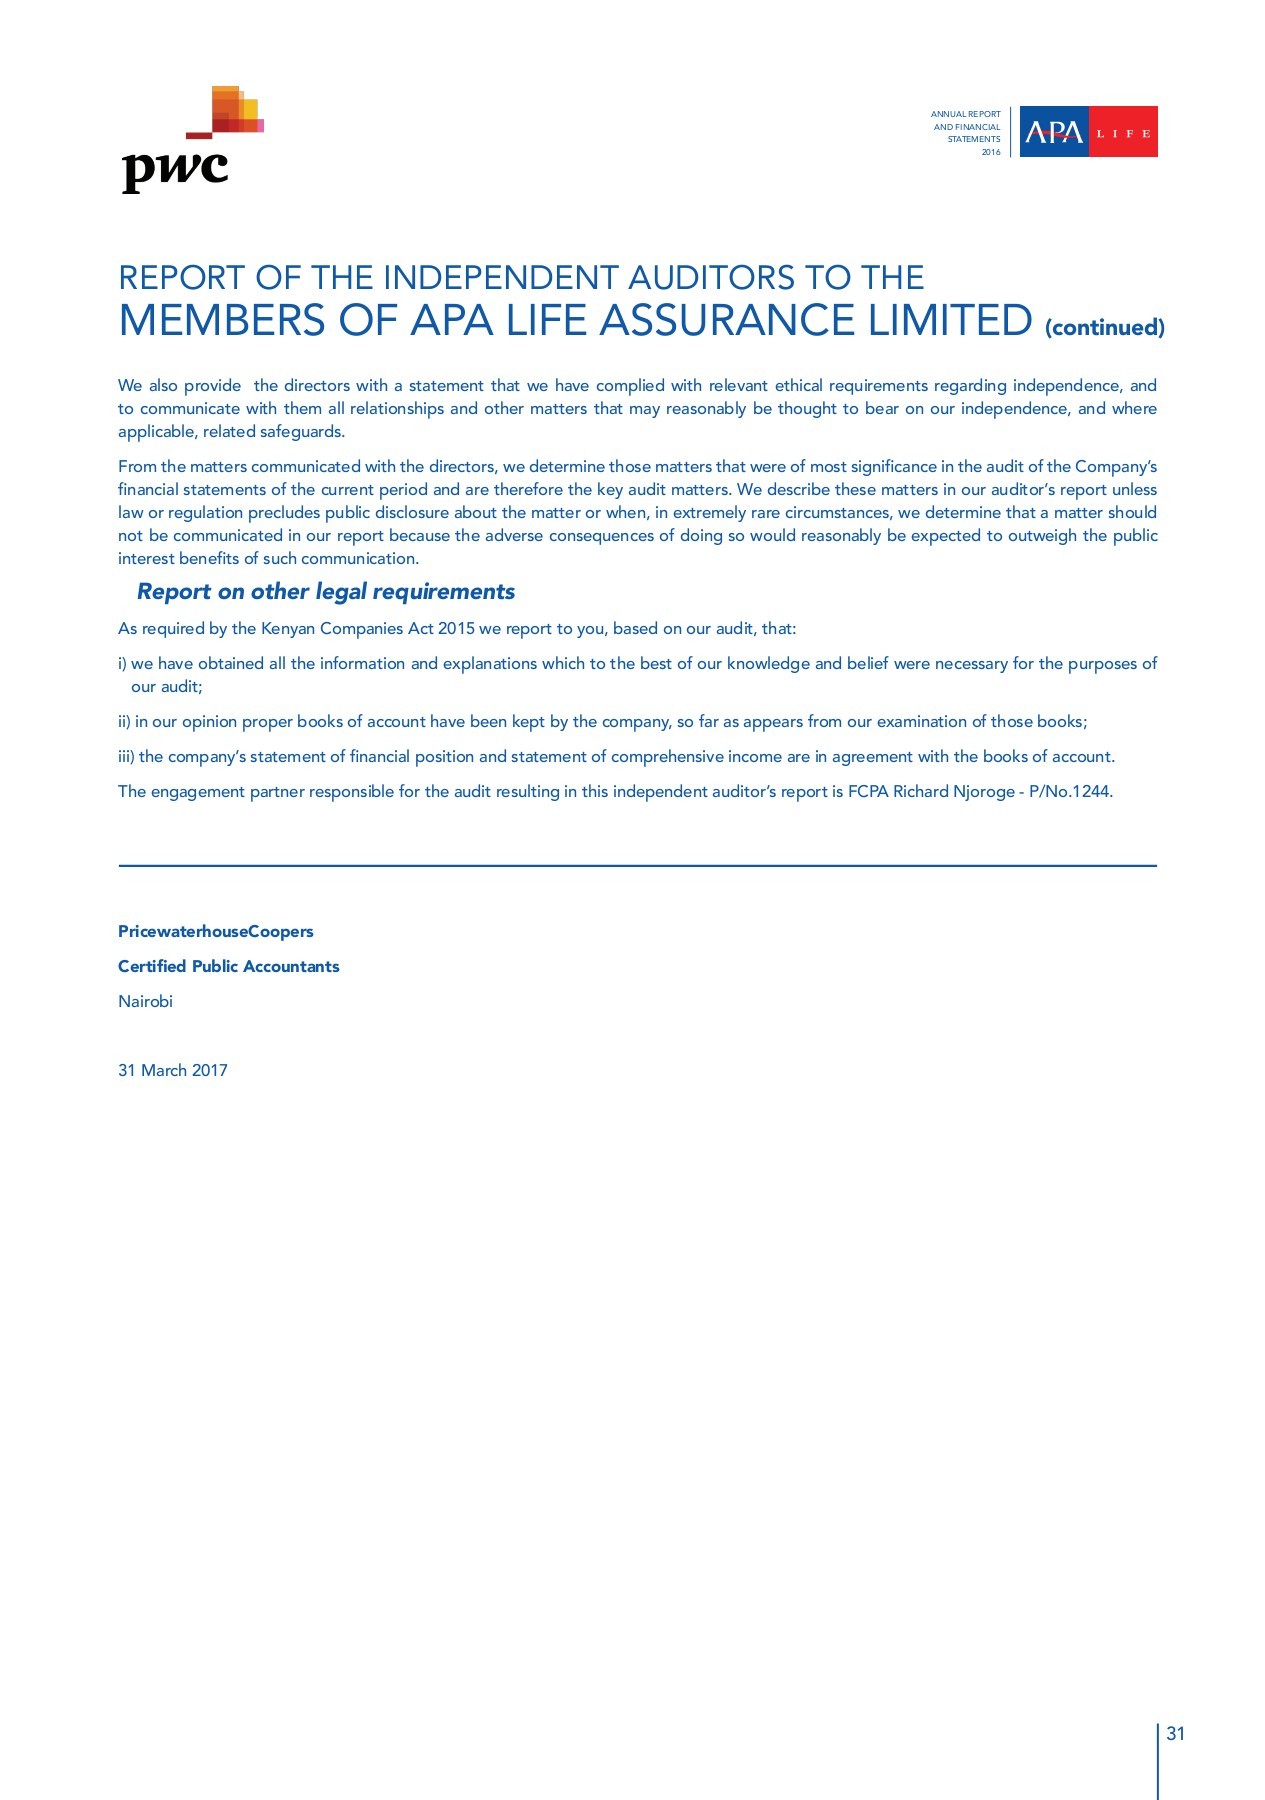 pwc
ANNUAL REPORT
AND FINANCIAL
STATEMENTS
2016
APA LIFE
REPORT OF THE INDEPENDENT AUDITORS TO THE
MEMBERS OF APA LIFE ASSURANCE LIMITED (continued)
We also provide  the directors with a statement that we have complied with relevant ethical requirements regarding independence, and
to communicate with them all relationships and other matters that may reasonably be thought to bear on our independence, and where
applicable, related safeguards.
From the matters communicated with the directors, we determine those matters that were of most significance in the audit of the Company’s
financial statements of the current period and are therefore the key audit matters. We describe these matters in our auditor’s report unless
law or regulation precludes public disclosure about the matter or when, in extremely rare circumstances, we determine that a matter should
not be communicated in our report because the adverse consequences of doing so would reasonably be expected to outweigh the public
interest benefits of such communication.
Report on other legal requirements
As required by the Kenyan Companies Act 2015 we report to you, based on our audit, that:
i) we have obtained all the information and explanations which to the best of our knowledge and belief were necessary for the purposes of
our audit;
ii) in our opinion proper books of account have been kept by the company, so far as appears from our examination of those books;
iii) the company’s statement of financial position and statement of comprehensive income are in agreement with the books of account.
The engagement partner responsible for the audit resulting in this independent auditor’s report is FCPA Richard Njoroge - P/No.1244.
PricewaterhouseCoopers
Certified Public Accountants
Nairobi
31 March 2017
31